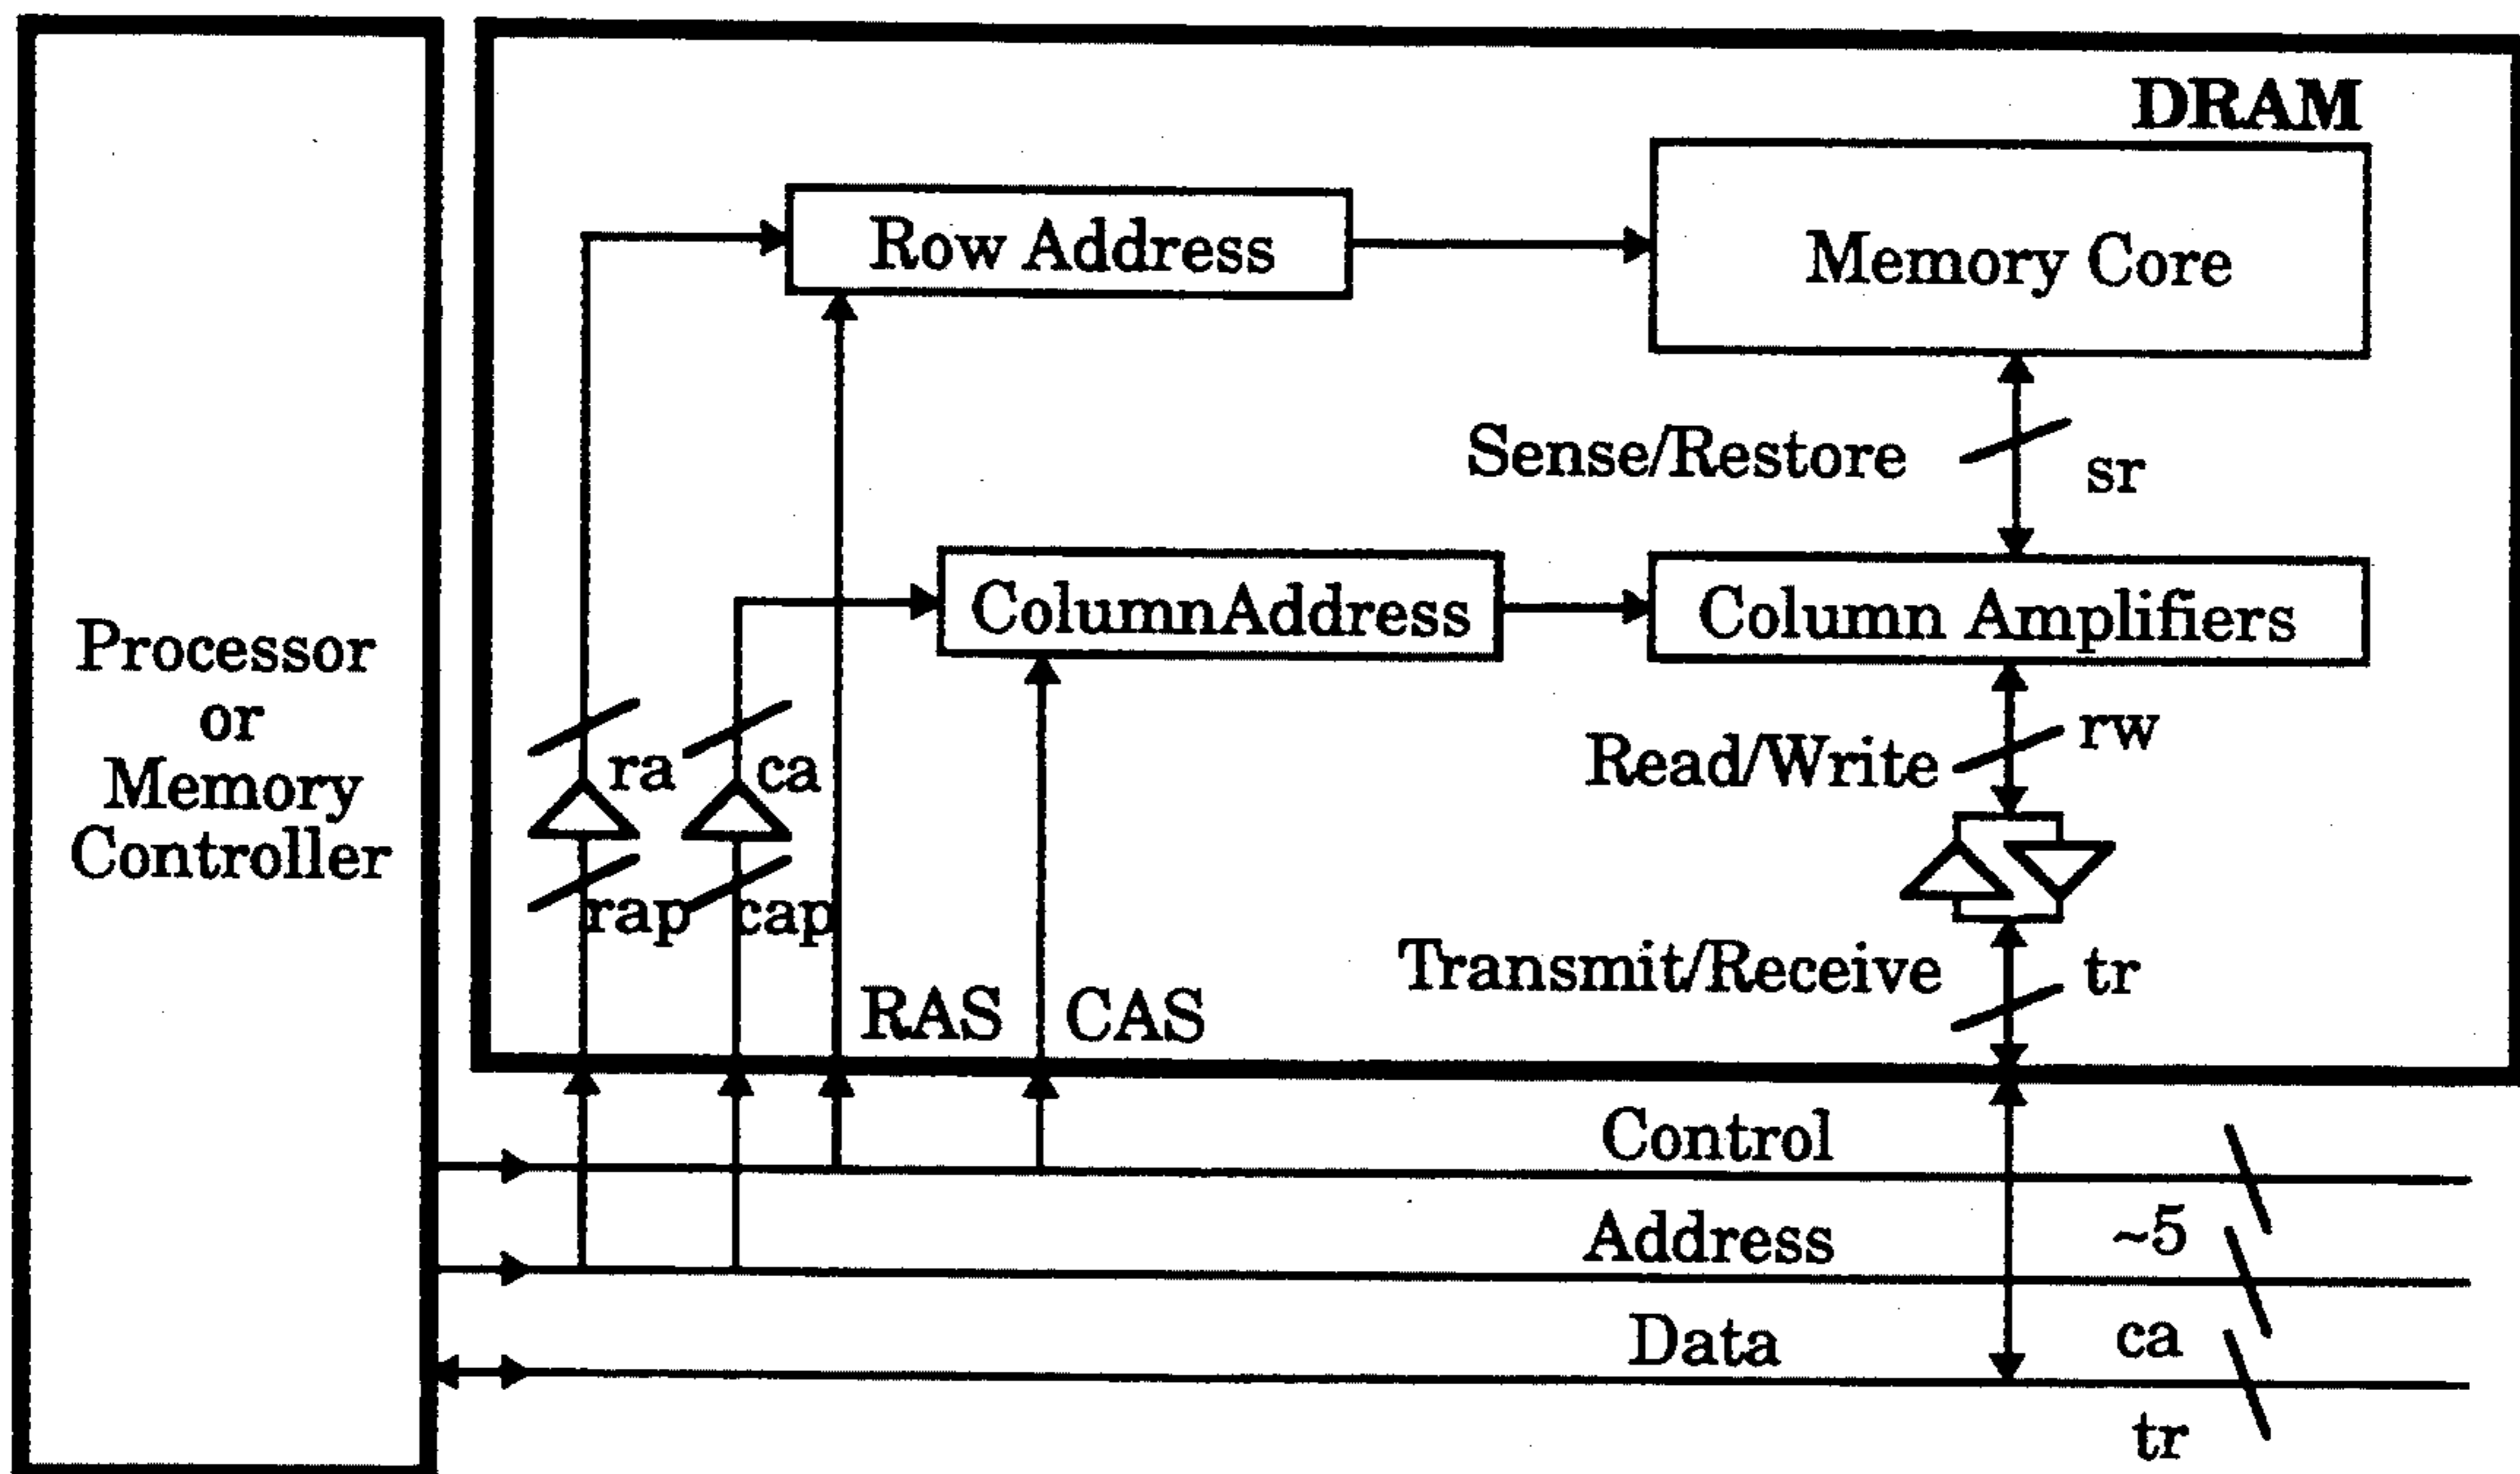 DRAM
Row Address
Memory Core
Sense/Restore
sr
ColumnAddress
Column Amplifiers
Processor
or
Memory
Controller
ra
ca
Read/Write
rw
rap
cap
Transmit/Receive
tr
RAS
CAS
Control
~5
Address
ca
Data
tr